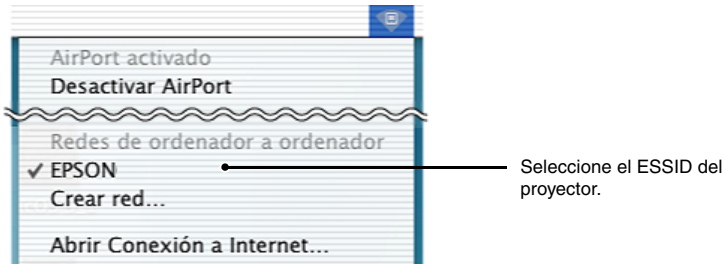 AirPort activado
Desactivar AirPort
Redes de ordenador a ordenador
✓ EPSON
Crear red...
Abrir Conexión a Internet...
Seleccione el ESSID del
proyector.